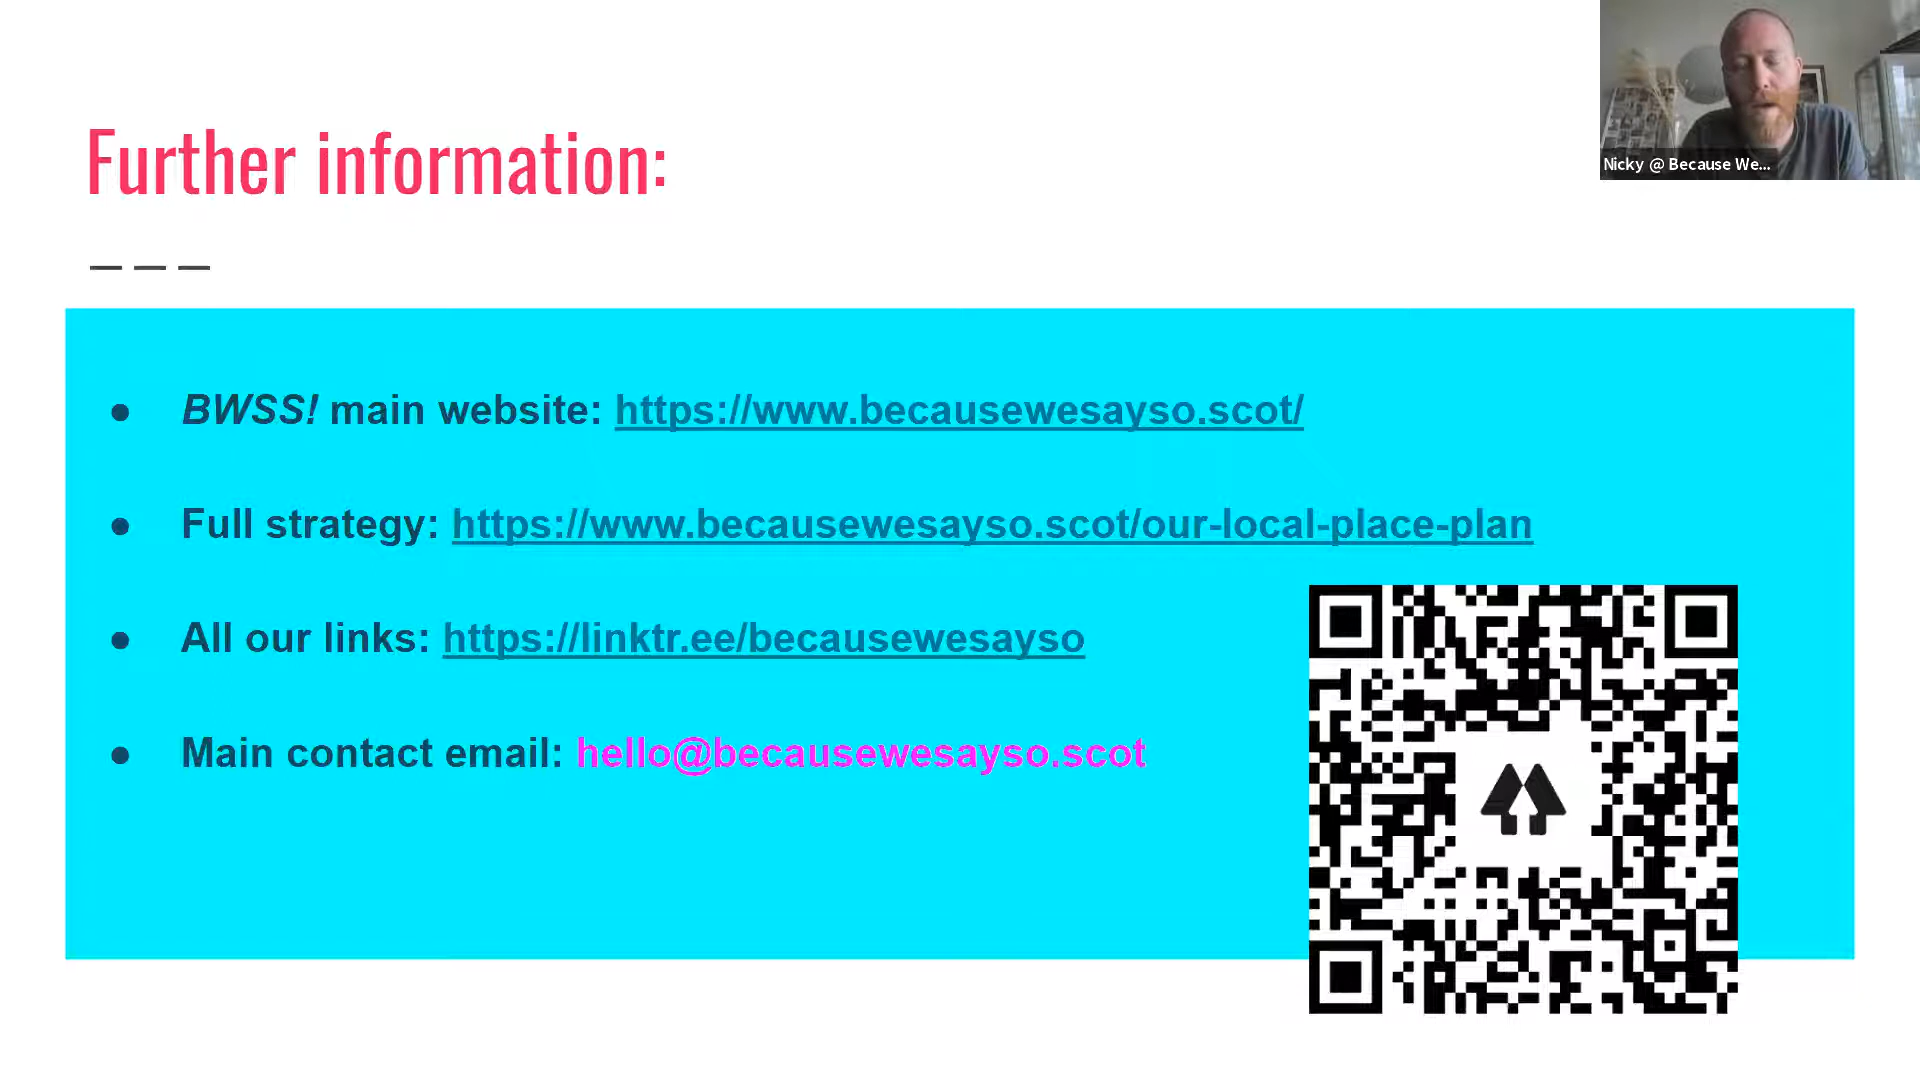 Further information:
Nicky @ Because We...
● BWSS! main website: https://www.becausewesayso.scot/
● Full strategy: https://www.becausewesayso.scot/our-local-place-plan
● All our links: https://linktr.ee/becausewesayso
● Main contact email: hello@becausewesayso.scot